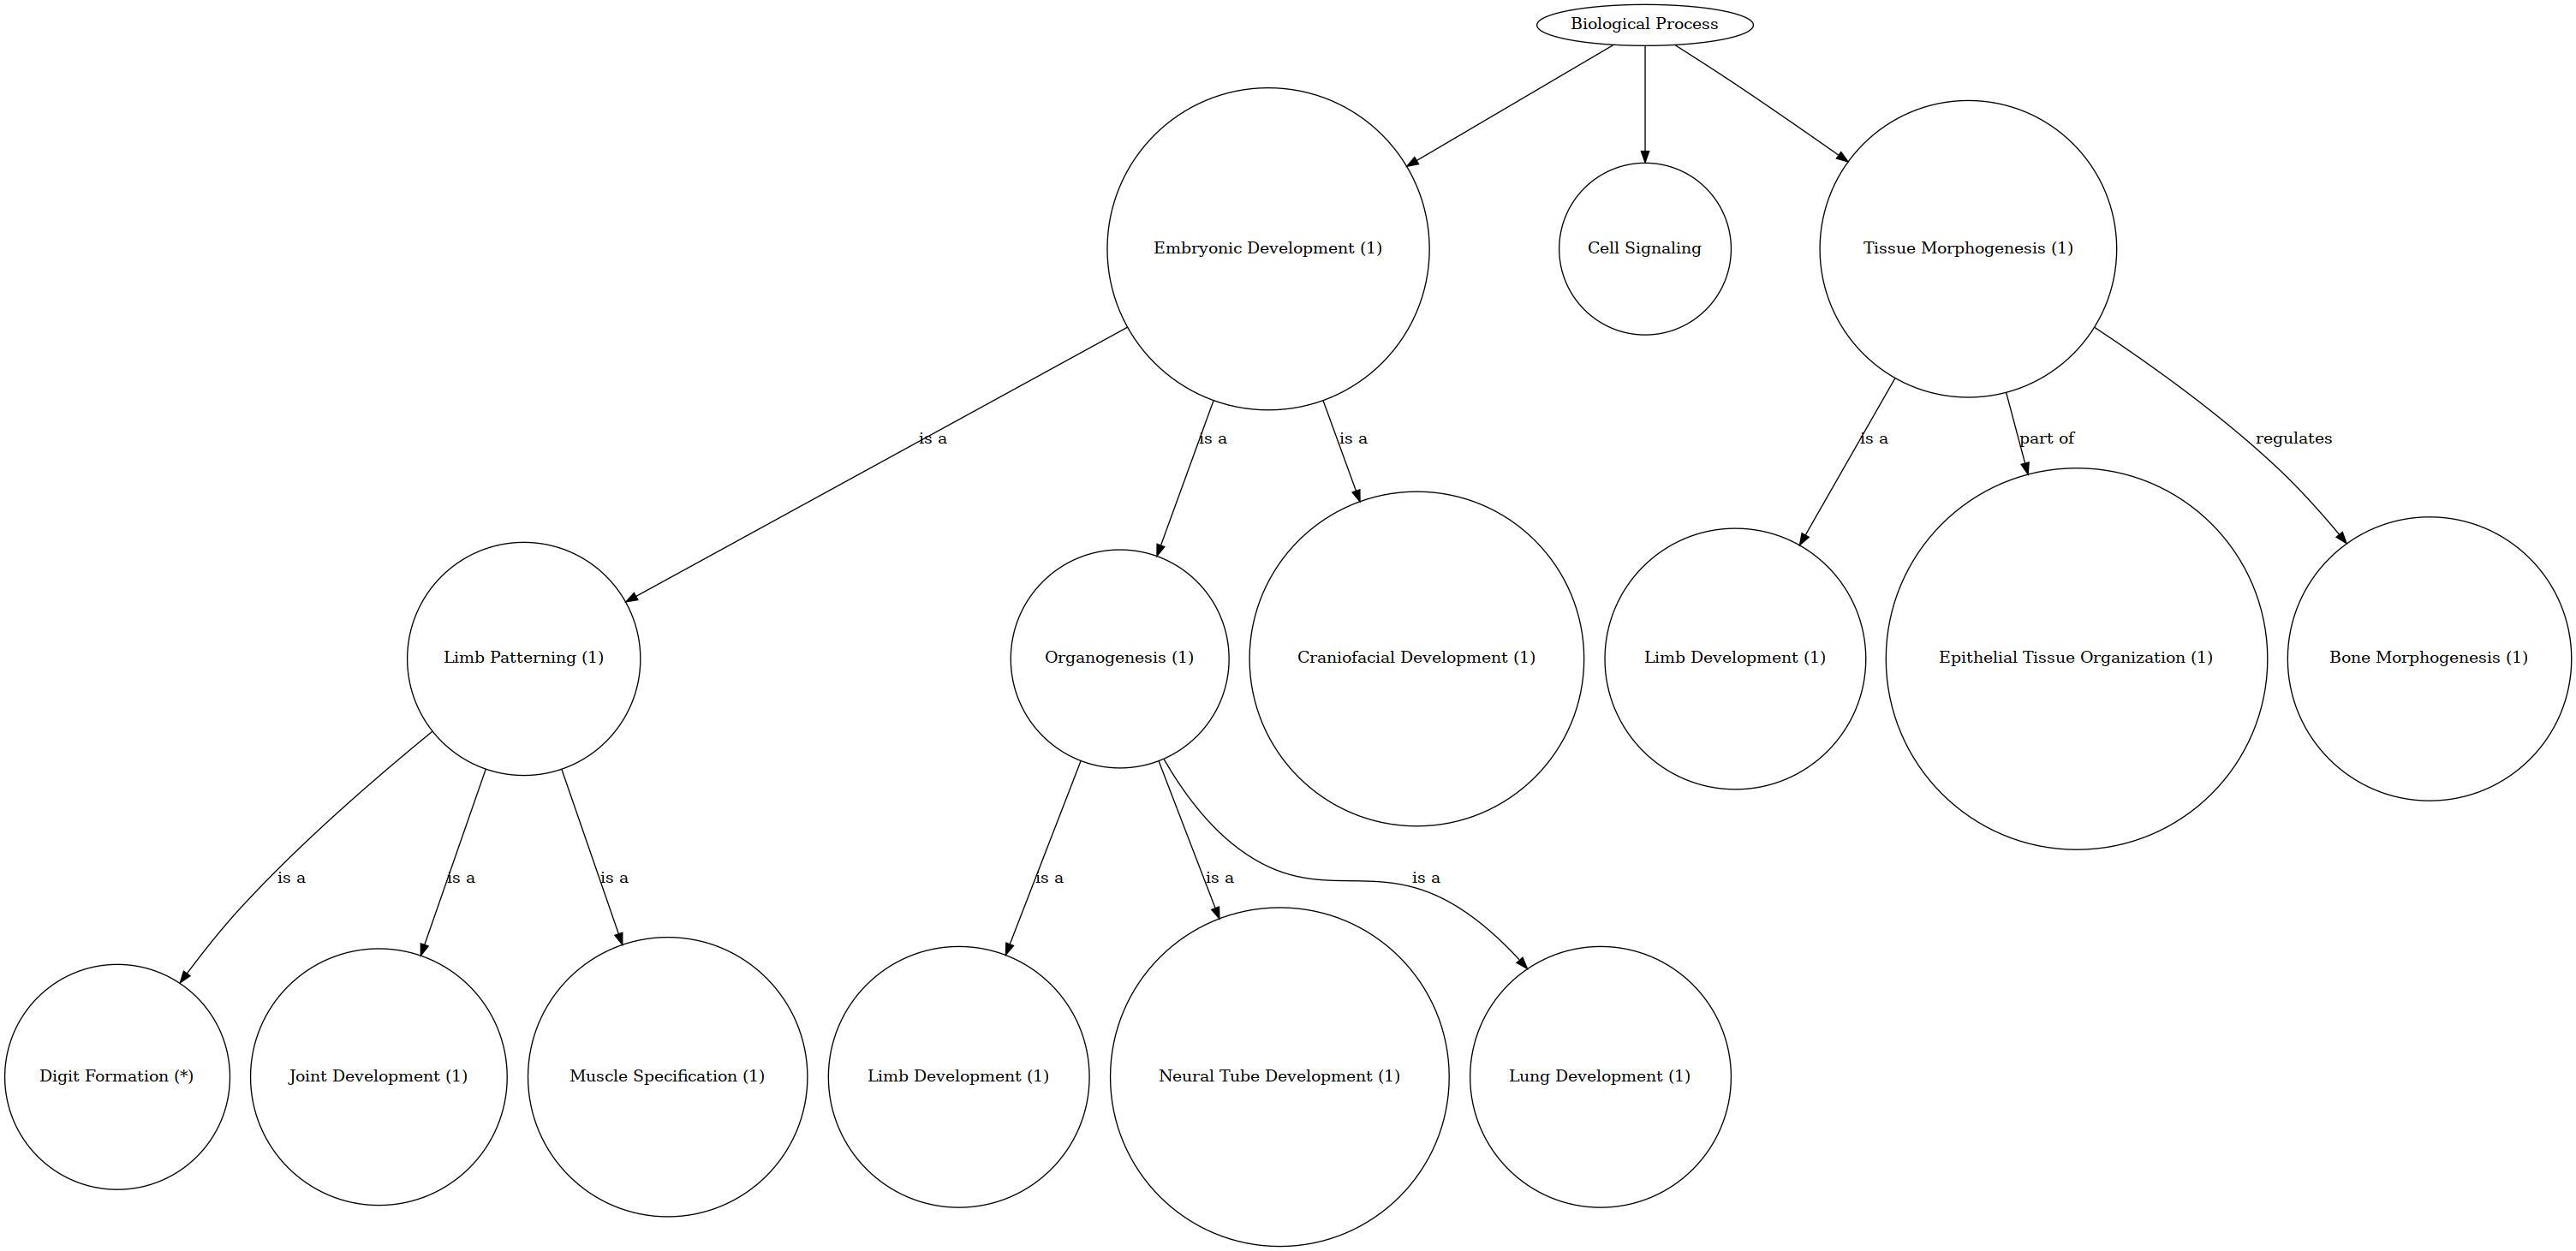 Biological Process
Embryonic Development (1)
Cell Signaling
Tissue Morphogenesis (1)
is a
is a
is a
is a
part of
regulates
Limb Patterning (1)
Organogenesis (1)
Craniofacial Development (1)
Limb Development (1)
Epithelial Tissue Organization (1)
Bone Morphogenesis (1)
is a
is a
is a
is a
is a
is a
Digit Formation (*)
Joint Development (1)
Muscle Specification (1)
Limb Development (1)
Neural Tube Development (1)
Lung Development (1)